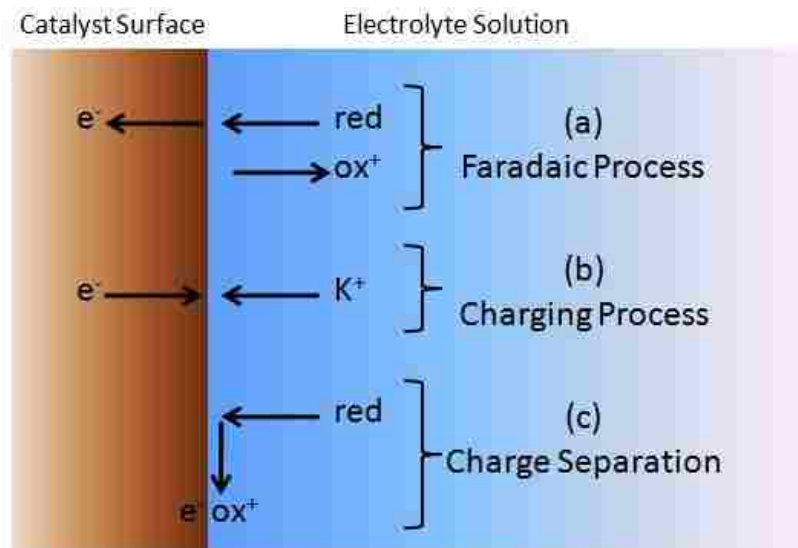 Catalyst Surface Electrolyte Solution
e⁻ red
ox⁺
(a)
Faradaic Process
e⁻ K⁺
(b)
Charging Process
red
e⁻ ox⁺
(c)
Charge Separation